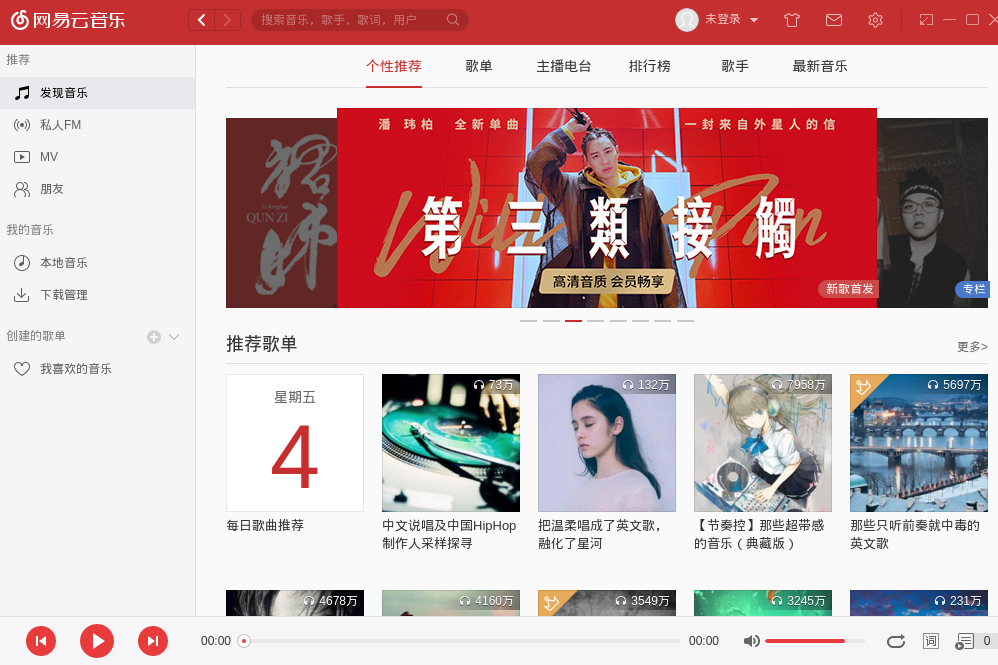 网易云音乐
搜索音乐，歌手，歌词，用户
未登录
推荐
发现音乐
私人FM
MV
朋友
我的音乐
本地音乐
下载管理
创建的歌单
我喜欢的音乐
个性推荐 歌单 主播电台 排行榜 歌手 最新音乐
QUN ZI
潘玮柏 全新单曲
一封来自外星人的信
第三類接觸
高清音质 会员畅享
新歌首发
专栏
推荐歌单
更多>
星期五
4
每日歌曲推荐
73万
中文说唱及中国HipHop
制作人采样探寻
132万
把温柔唱成了英文歌，
融化了星河
7958万
【节奏控】那些超带感
的音乐（典藏版）
5697万
那些只听前奏就中毒的
英文歌
4678万
4160万
3549万
3245万
231万
00:00
00:00
词
0